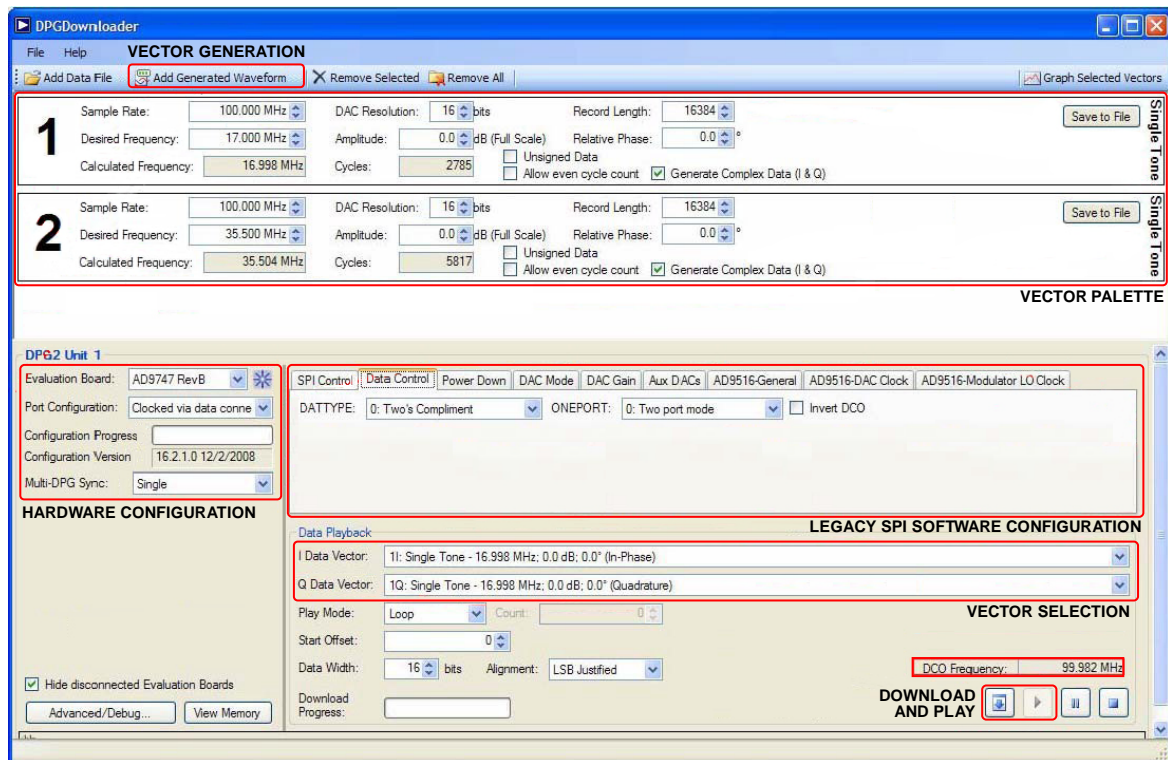 DPGDownloader
File Help VECTOR GENERATION
Add Data File Add Generated Waveform Remove Selected Remove All Graph Selected Vectors
1
Sample Rate: 100.000 MHz DAC Resolution: 16 bits Record Length: 16384 Save to File
Desired Frequency: 17.000 MHz Amplitude: 0.0 dB (Full Scale) Relative Phase: 0.0 °
Unsigned Data
Calculated Frequency: 16.998 MHz Cycles: 2785 Allow even cycle count Generate Complex Data (I & Q)
Single Tone
2
Sample Rate: 100.000 MHz DAC Resolution: 16 bits Record Length: 16384 Save to File
Desired Frequency: 35.500 MHz Amplitude: 0.0 dB (Full Scale) Relative Phase: 0.0 °
Unsigned Data
Calculated Frequency: 35.504 MHz Cycles: 5817 Allow even cycle count Generate Complex Data (I & Q)
Single Tone
VECTOR PALETTE
DPG2 Unit 1
Evaluation Board: AD9747 RevB
Port Configuration: Clocked via data conne
Configuration Progress
Configuration Version 16.2.1.0 12/2/2008
Multi-DPG Sync: Single
HARDWARE CONFIGURATION
SPI Control Data Control Power Down DAC Mode DAC Gain Aux DACs AD9516-General AD9516-DAC Clock AD9516-Modulator LO Clock
DATTYPE: 0: Two's Compliment ONEPORT: 0: Two port mode Invert DCO
LEGACY SPI SOFTWARE CONFIGURATION
Data Playback
I Data Vector: 1I: Single Tone - 16.998 MHz; 0.0 dB; 0.0° (In-Phase)
Q Data Vector: 1Q: Single Tone - 16.998 MHz; 0.0 dB; 0.0° (Quadrature)
VECTOR SELECTION
Play Mode: Loop Count: 0
Start Offset: 0
Data Width: 16 bits Alignment: LSB Justified
DCO Frequency: 99.982 MHz
Download
Progress:
DOWNLOAD
AND PLAY
Hide disconnected Evaluation Boards
Advanced/Debug... View Memory